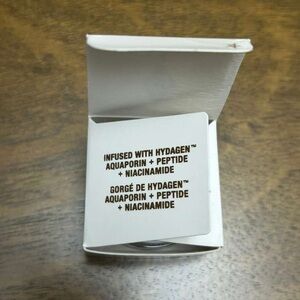 INFUSED WITH HYDAGEN™
AQUAPORIN + PEPTIDE
+ NIACINAMIDE
GORGÉ DE HYDAGEN™
AQUAPORIN + PEPTIDE
+ NIACINAMIDE